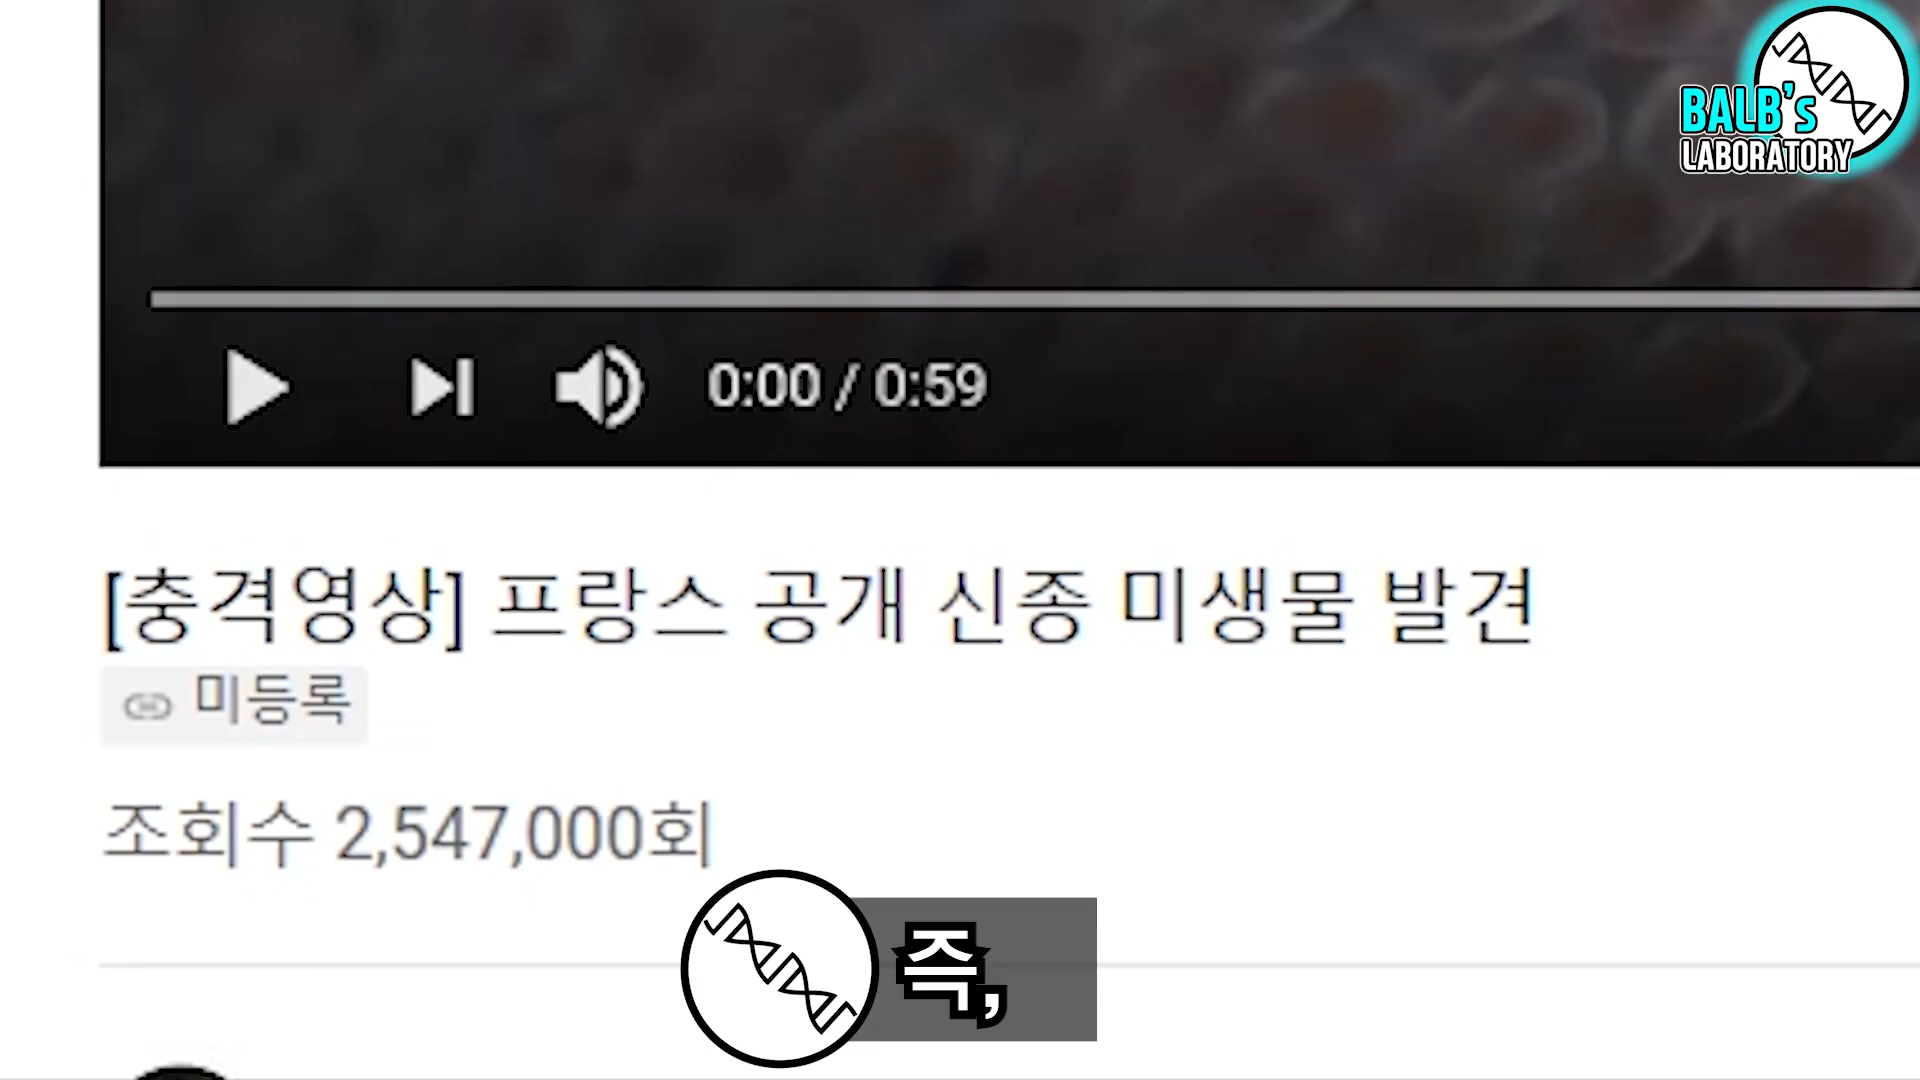 BALB's
LABORATORY
0:00 / 0:59
[충격영상] 프랑스 공개 신종 미생물 발견
미등록
조회수 2,547,000회
즉,